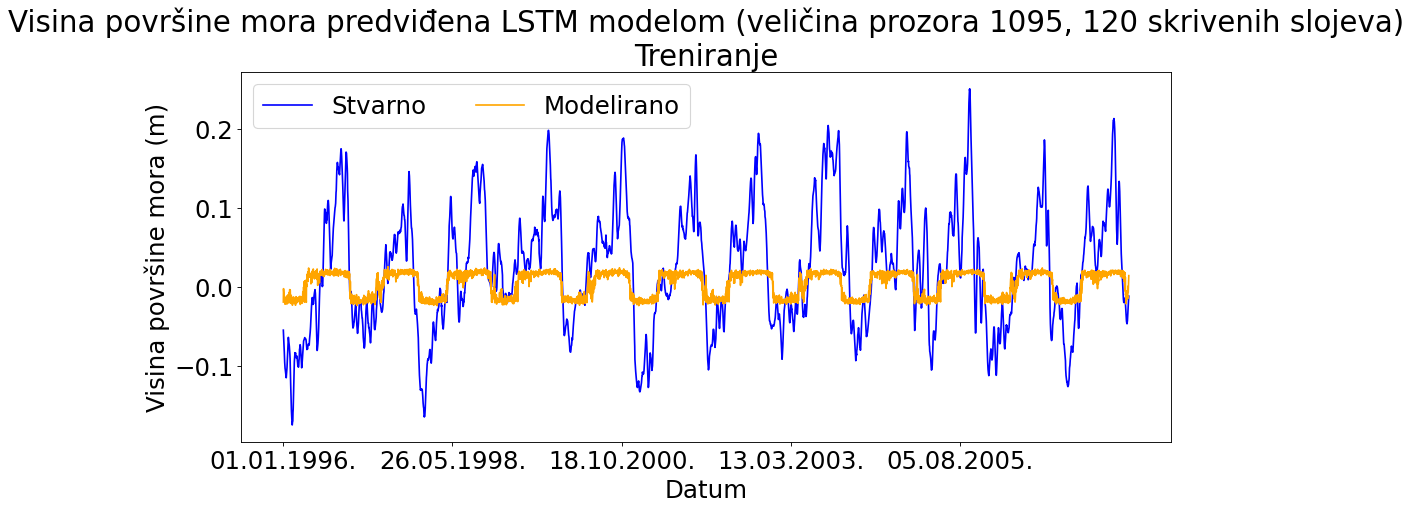 Visina površine mora predviđena LSTM modelom (veličina prozora 1095, 120 skrivenih slojeva)
Treniranje
Stvarno
Modelirano
Visina površine mora (m)
0.2
0.1
0.0
−0.1
01.01.1996.
26.05.1998.
18.10.2000.
13.03.2003.
05.08.2005.
Datum